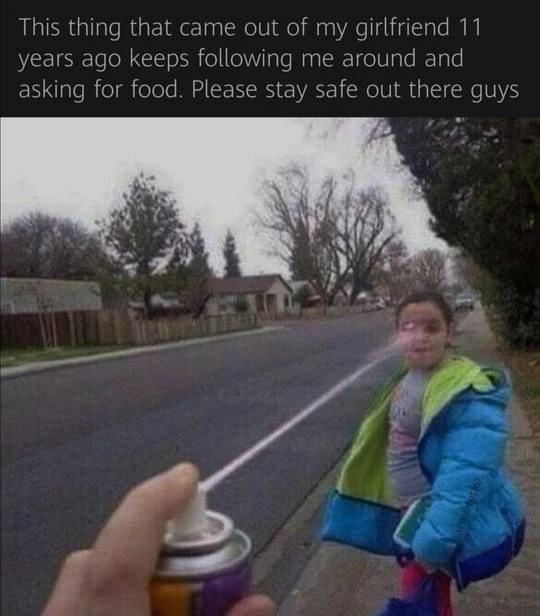 This thing that came out of my girlfriend 11
years ago keeps following me around and
asking for food. Please stay safe out there guys